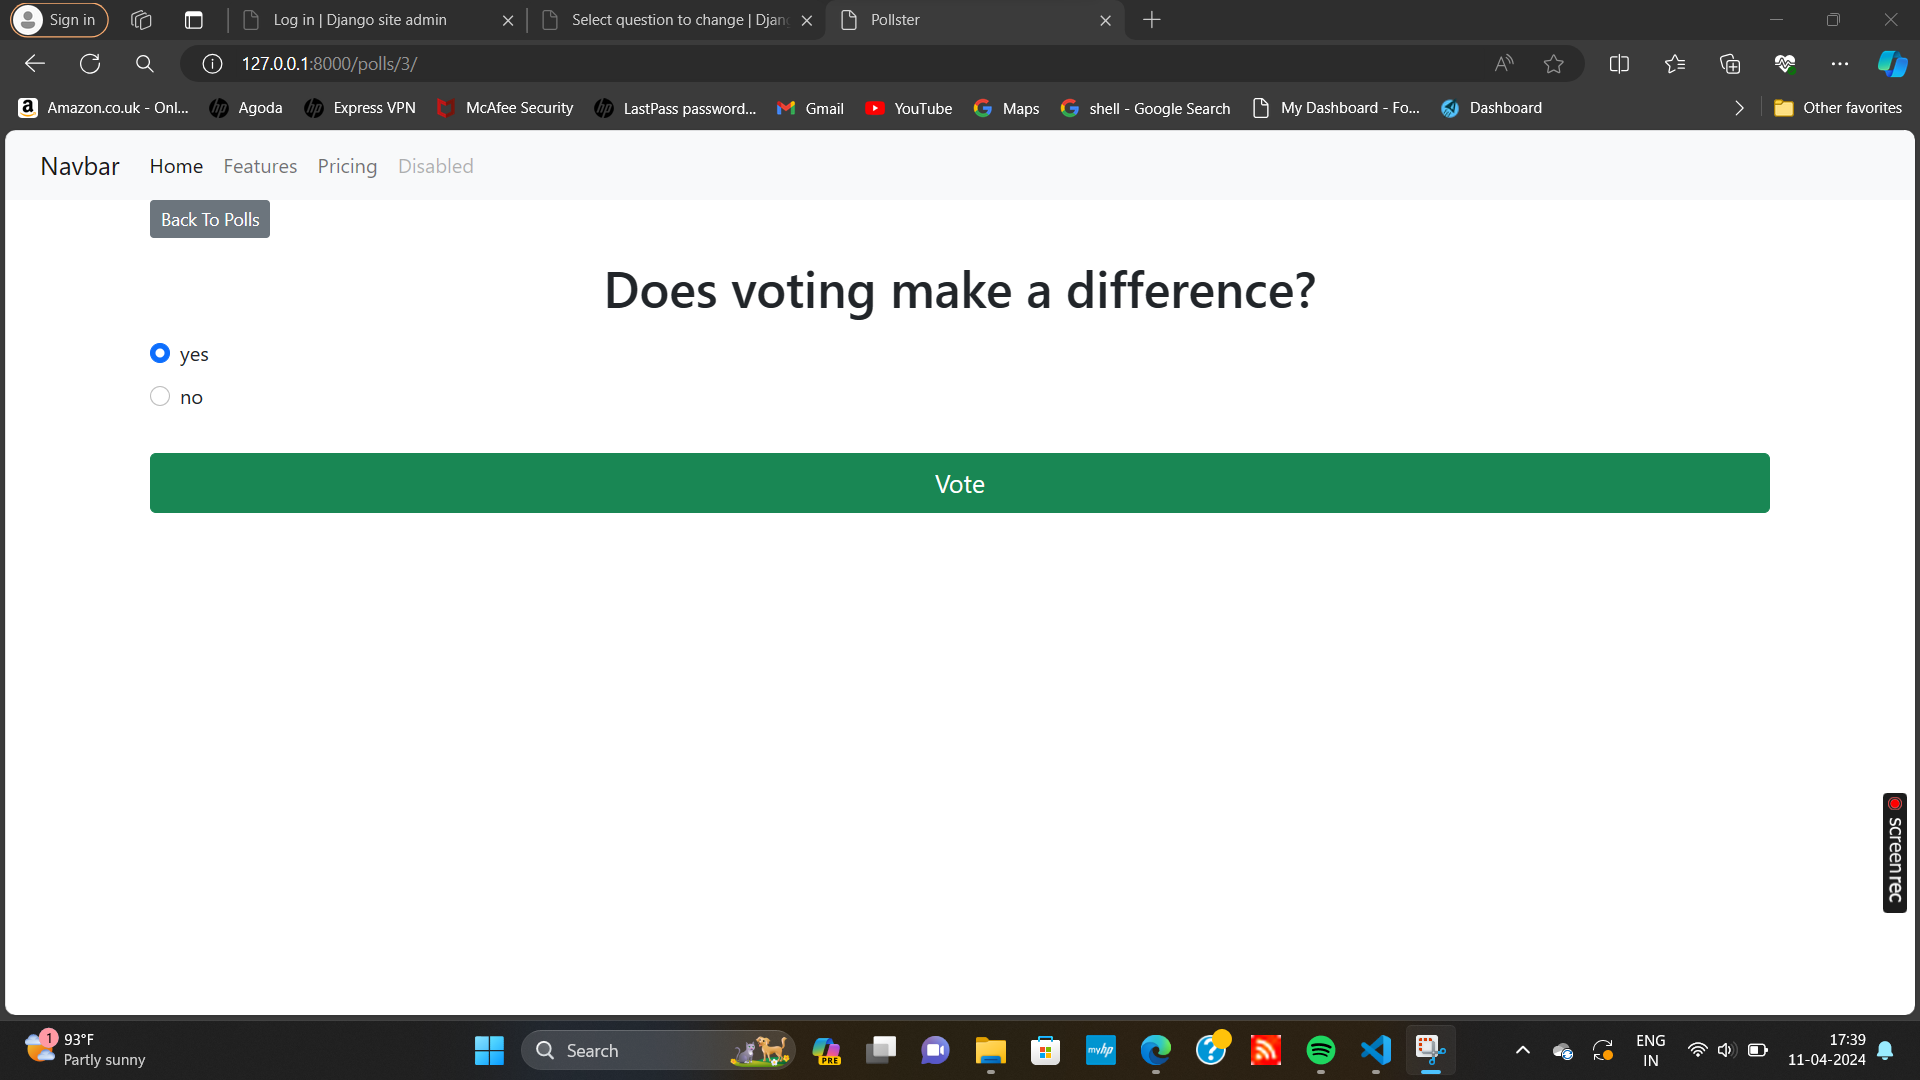 Sign in
Log in | Django site admin
Select question to change | Djan
Pollster
127.0.0.1:8000/polls/3/
Amazon.co.uk - Onl...
Agoda
Express VPN
McAfee Security
LastPass password...
Gmail
YouTube
Maps
shell - Google Search
My Dashboard - Fo...
Dashboard
Other favorites
Navbar Home Features Pricing Disabled
Back To Polls
Does voting make a difference?
yes
no
Vote
screenrec
1
93°F
Partly sunny
Search
PRE
myhp
ENG
IN
17:39
11-04-2024